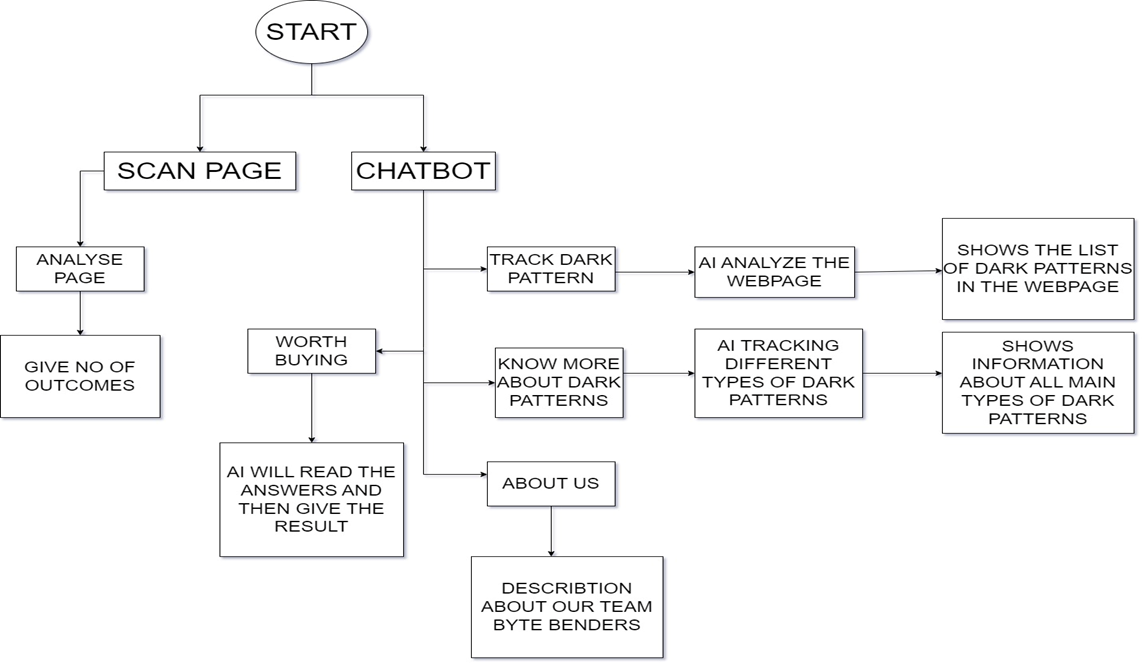 START
SCAN PAGE
CHATBOT
ANALYSE
PAGE
GIVE NO OF
OUTCOMES
TRACK DARK
PATTERN
AI ANALYZE THE
WEBPAGE
SHOWS THE LIST
OF DARK PATTERNS
IN THE WEBPAGE
WORTH
BUYING
AI WILL READ THE
ANSWERS AND
THEN GIVE THE
RESULT
KNOW MORE
ABOUT DARK
PATTERNS
AI TRACKING
DIFFERENT
TYPES OF DARK
PATTERNS
SHOWS
INFORMATION
ABOUT ALL MAIN
TYPES OF DARK
PATTERNS
ABOUT US
DESCRIBTION
ABOUT OUR TEAM
BYTE BENDERS